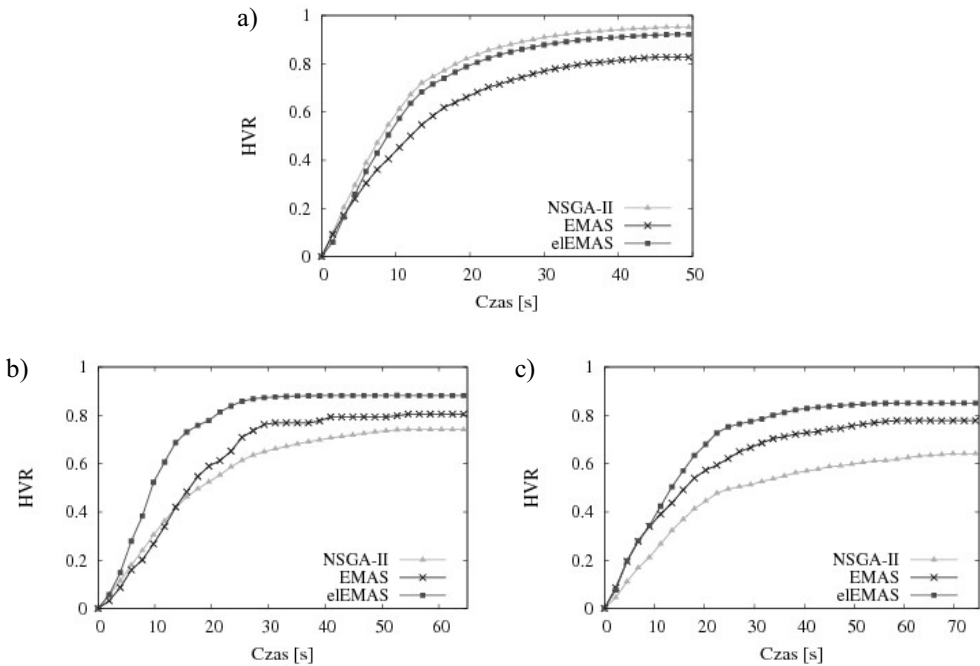 a)
1
0.8
0.6
0.4
0.2
0
HVR
NSGA-II
EMAS
elEMAS
0 10 20 30 40 50
Czas [s]
b)
1
0.8
0.6
0.4
0.2
0
HVR
NSGA-II
EMAS
elEMAS
0 10 20 30 40 50 60
Czas [s]
c)
1
0.8
0.6
0.4
0.2
0
HVR
NSGA-II
EMAS
elEMAS
0 10 20 30 40 50 60 70
Czas [s]